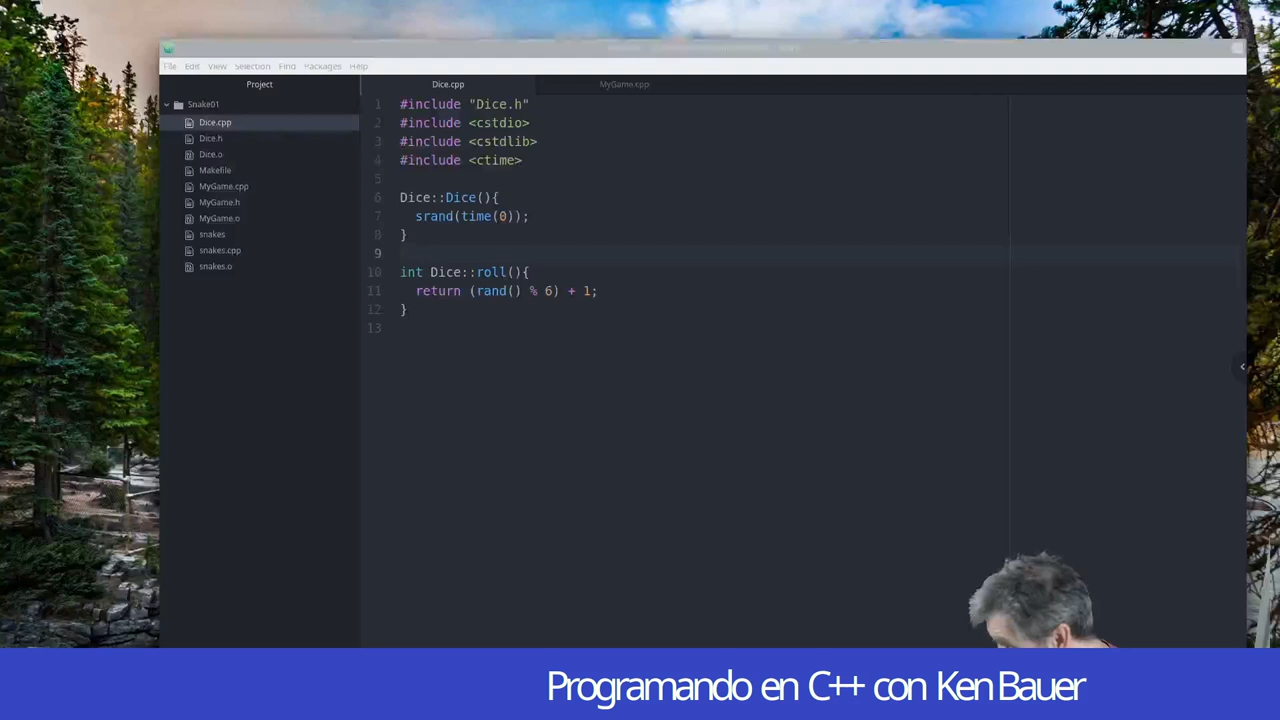 File Edit View Selection Find Packages Help
Project
Dice.cpp
MyGame.cpp
Snake01
Dice.cpp
Dice.h
Dice.o
Makefile
MyGame.cpp
MyGame.h
MyGame.o
snakes
snakes.cpp
snakes.o
1 #include "Dice.h"
2 #include <cstdio>
3 #include <cstdlib>
4 #include <ctime>
5
6 Dice::Dice(){
7 srand(time(0));
8 }
9
10 int Dice::roll(){
11 return (rand() % 6) + 1;
12 }
13
Programando en C++ con Ken Bauer